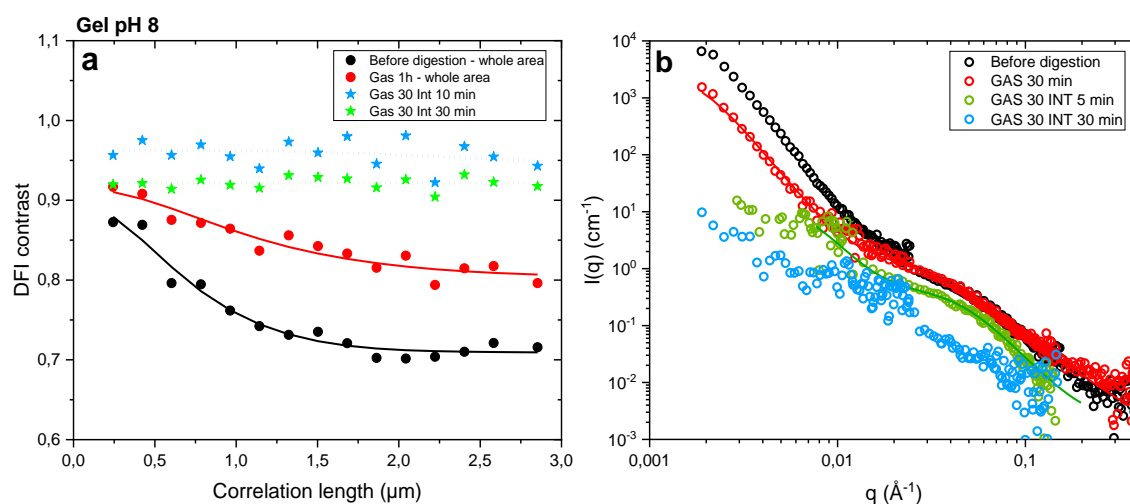 Gel pH 8
a
Before digestion - whole area
Gas 1h - whole area
Gas 30 Int 10 min
Gas 30 Int 30 min
1,1
1,0
0,9
0,8
0,7
0,6
DFI contrast
0,0 0,5 1,0 1,5 2,0 2,5 3,0
Correlation length (µm)
b
Before digestion
GAS 30 min
GAS 30 INT 5 min
GAS 30 INT 30 min
10⁴
10³
10²
10¹
10⁰
10⁻¹
10⁻²
10⁻³
I(q) (cm⁻¹)
0,001 0,01 0,1
q (Å⁻¹)